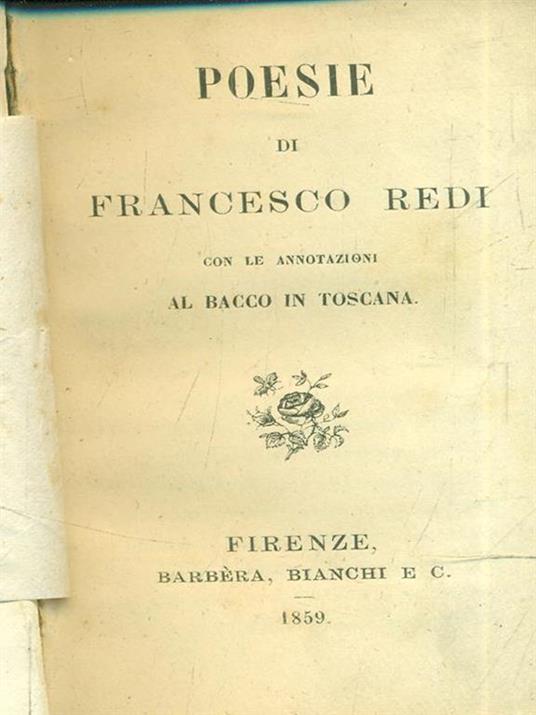 POESIE
DI
FRANCESCO REDI
CON LE ANNOTAZIONI
AL BACCO IN TOSCANA.
FIRENZE,
BARBÈRA, BIANCHI E C.
1859.